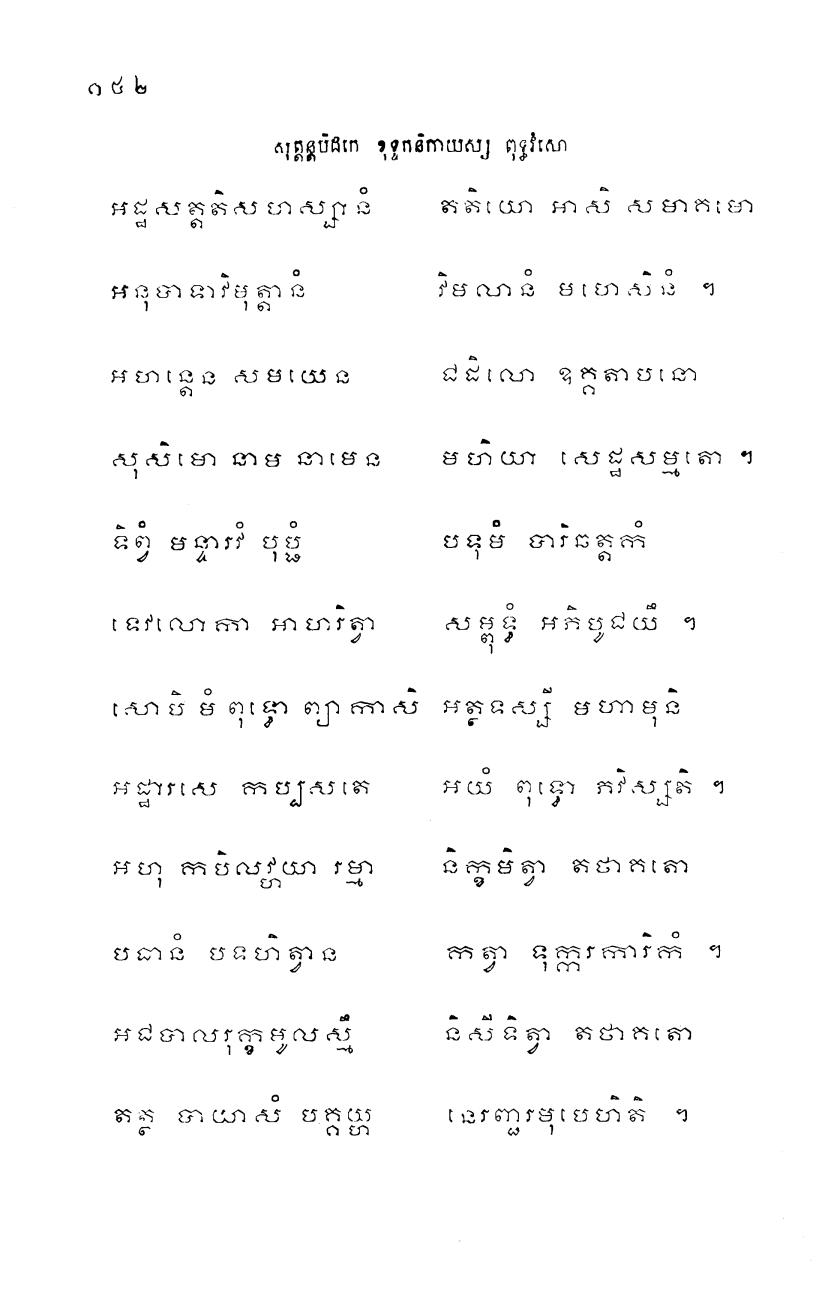 ១៥២
សុត្តន្តបិដកេ ខុទ្ទកនិកាយស្ស ពុទ្ធវំសោ
អដ្ឋសត្តតិសហស្សានំ តតិយោ អាសិ សមាគមោ
អនុបាទាវិមុត្តានំ វិមលានំ មហេសិនំ ។
អហន្តេន សមយេន ជដិលោ ឧគ្គតាបនោ
សុសិមោ នាម នាមេន មហិយា សេដ្ឋសម្មតោ ។
ទិព្វំ មន្ទារវំ បុប្ផំ បទុមំ បារិឆត្តកំ
ទេវលោកា អាហរិត្វា សម្ពុទ្ធំ អភិបូជយឹ ។
សោបិ មំ ពុទ្ធោ ព្យាកាសិ អត្ថទស្សី មហាមុនិ
អដ្ឋារសេ កប្បសតេ អយំ ពុទ្ធោ ភវិស្សតិ ។
អហុ កបិលវ្ហយា រម្មា និក្ខមិត្វា តថាគតោ
បធានំ បទហិត្វាន កត្វា ទុក្ករការិកំ ។
អជបាលរុក្ខមូលស្មឹ និសីទិត្វា តថាគតោ
តត្ថ បាយាសំ បគ្គយ្ហ នេរញ្ជរមុបេហិតិ ។